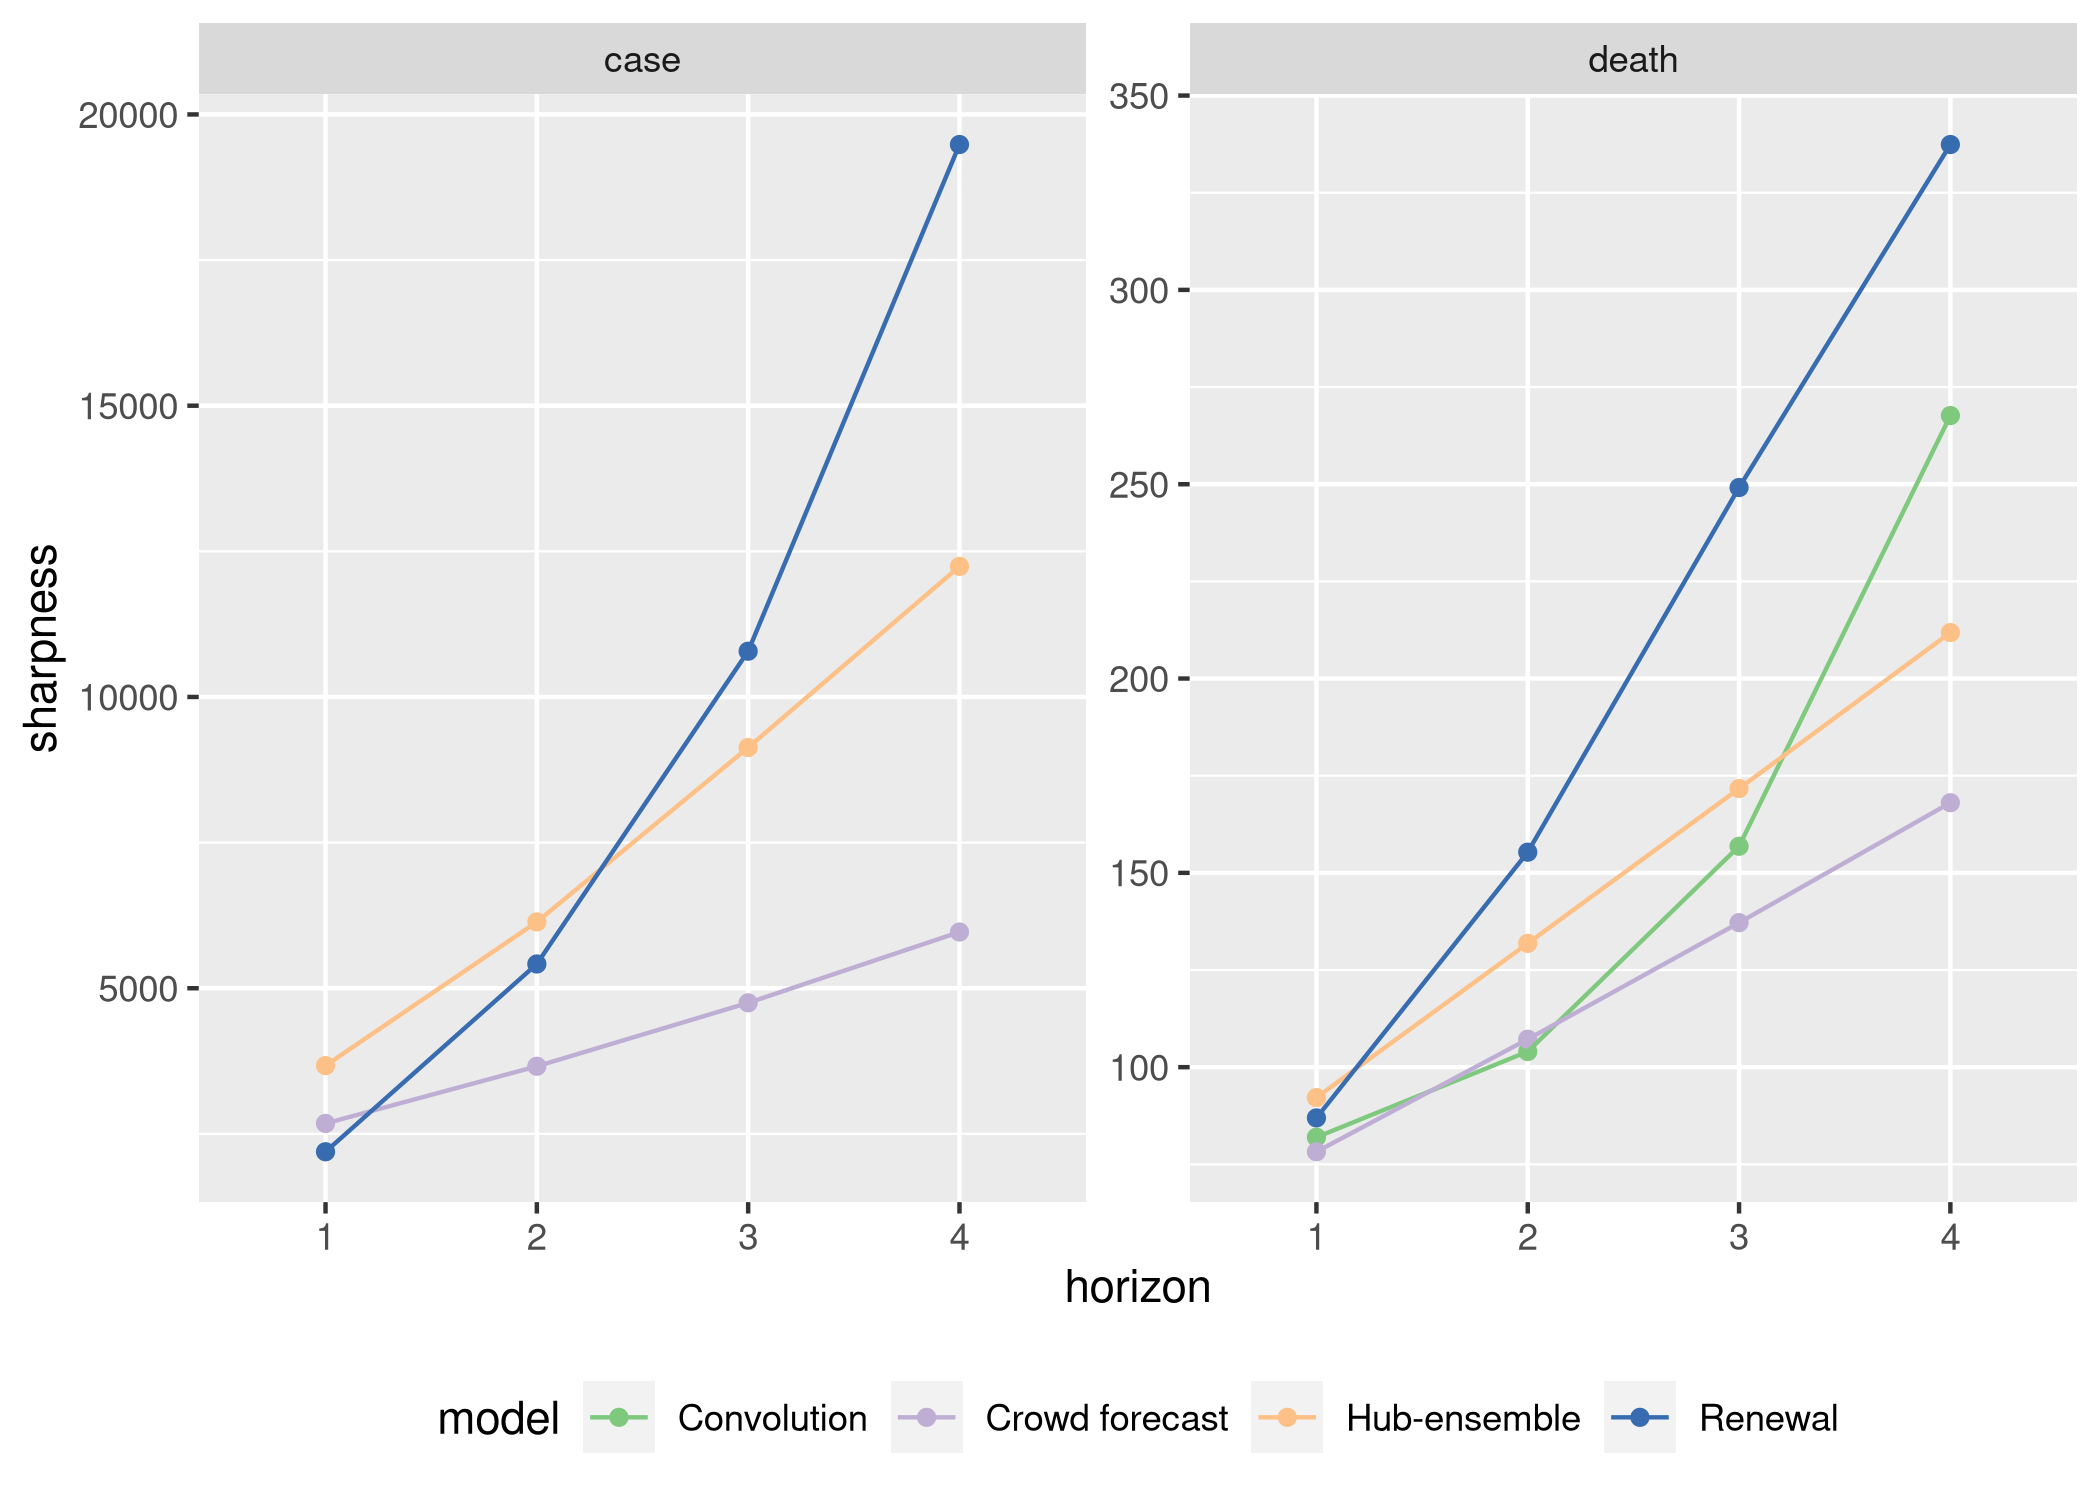 case
death
20000
15000
10000
5000
350
300
250
200
150
100
sharpness
1 2 3 4
1 2 3 4
horizon
model Convolution Crowd forecast Hub-ensemble Renewal